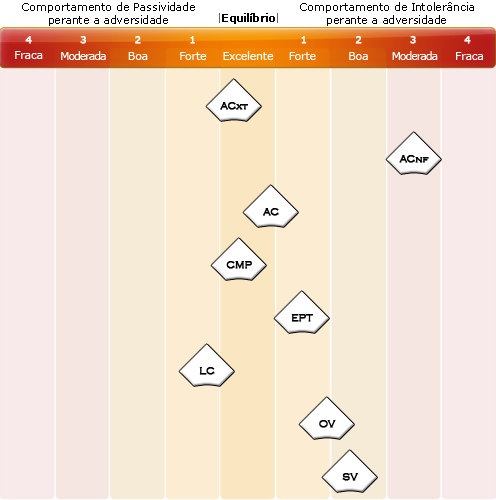 Comportamento de Passividade
perante a adversidade
|Equilíbrio|
Comportamento de Intolerância
perante a adversidade
4 3 2 1 1 2 3 4
Fraca Moderada Boa Forte Excelente Forte Boa Moderada Fraca
ACXT
ACNF
AC
CMP
EPT
LC
OV
SV